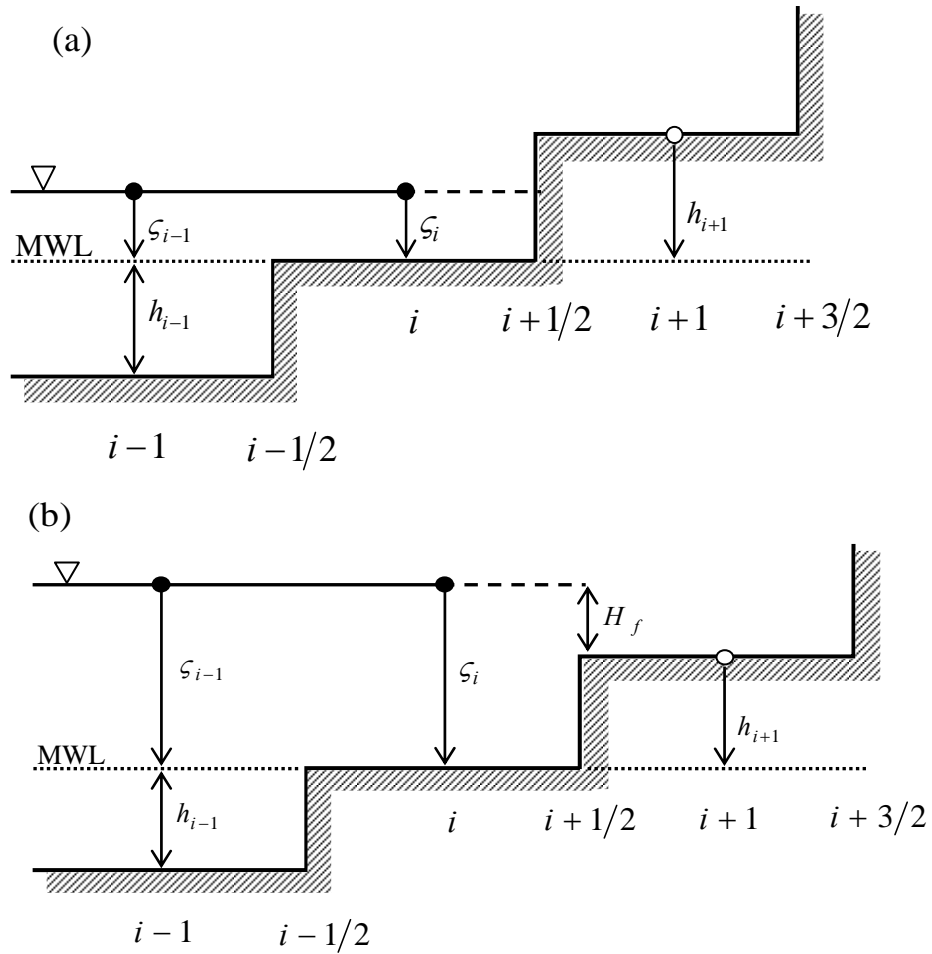 (a)
ς_{i−1}
ς_i
h_{i+1}
MWL
h_{i−1}
i
i+1/2
i+1
i+3/2
i−1
i−1/2
(b)
H_f
ς_{i−1}
ς_i
h_{i+1}
MWL
h_{i−1}
i
i+1/2
i+1
i+3/2
i−1
i−1/2